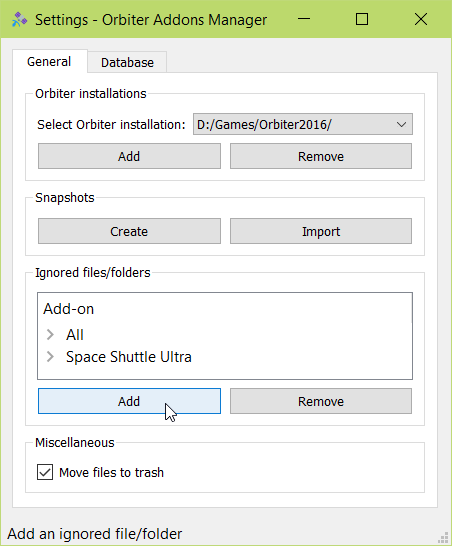 Settings - Orbiter Addons Manager
General Database
Orbiter installations
Select Orbiter installation: D:/Games/Orbiter2016/
Add Remove
Snapshots
Create Import
Ignored files/folders
Add-on
All
Space Shuttle Ultra
Add Remove
Miscellaneous
Move files to trash
Add an ignored file/folder